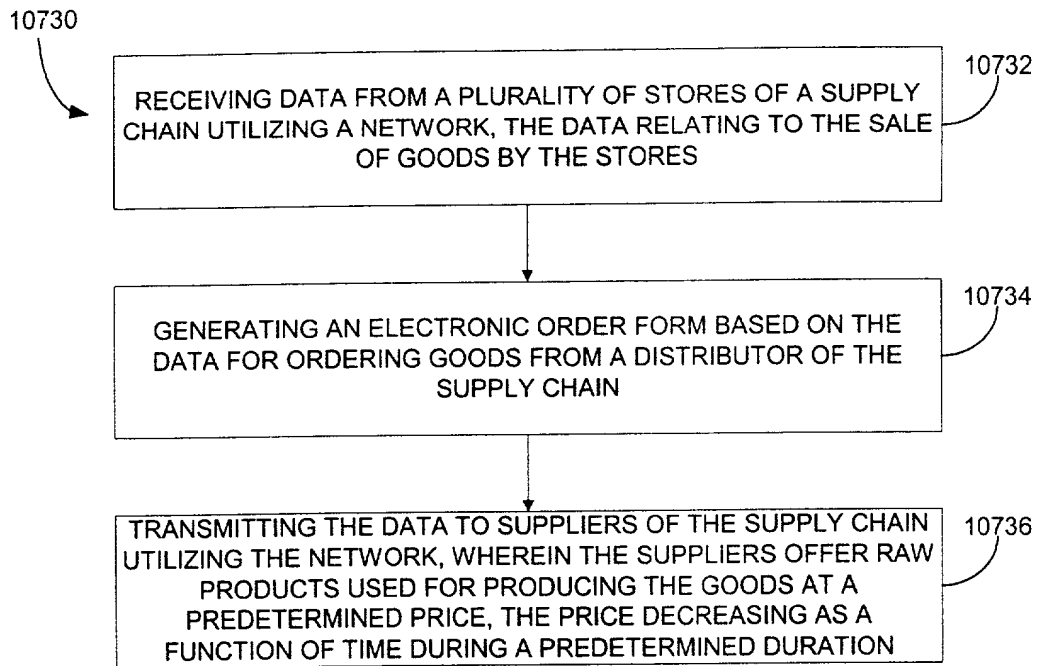 10730
10732
RECEIVING DATA FROM A PLURALITY OF STORES OF A SUPPLY
CHAIN UTILIZING A NETWORK, THE DATA RELATING TO THE SALE
OF GOODS BY THE STORES
10734
GENERATING AN ELECTRONIC ORDER FORM BASED ON THE
DATA FOR ORDERING GOODS FROM A DISTRIBUTOR OF THE
SUPPLY CHAIN
10736
TRANSMITTING THE DATA TO SUPPLIERS OF THE SUPPLY CHAIN
UTILIZING THE NETWORK, WHEREIN THE SUPPLIERS OFFER RAW
PRODUCTS USED FOR PRODUCING THE GOODS AT A
PREDETERMINED PRICE, THE PRICE DECREASING AS A
FUNCTION OF TIME DURING A PREDETERMINED DURATION